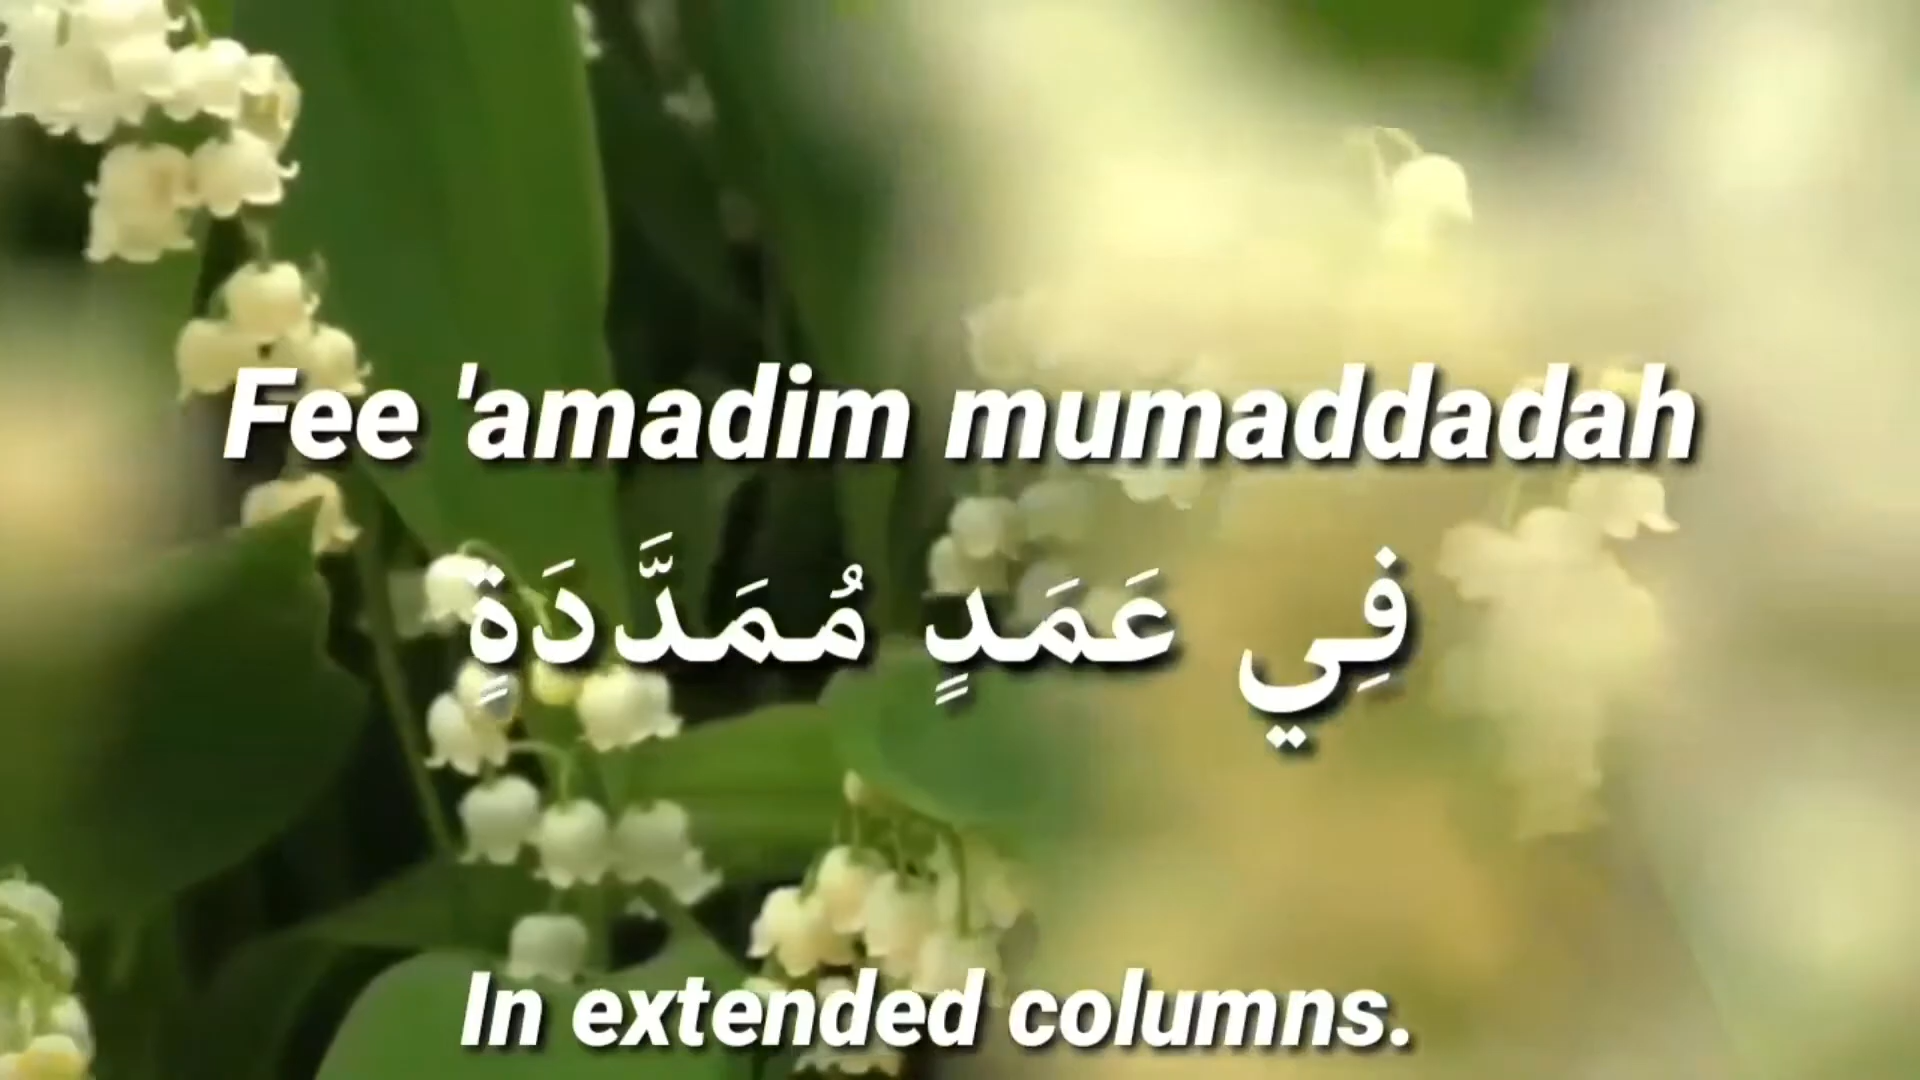 Fee 'amadim mumaddadah
فِي عَمَدٍ مُمَدَّدَةٍ
In extended columns.